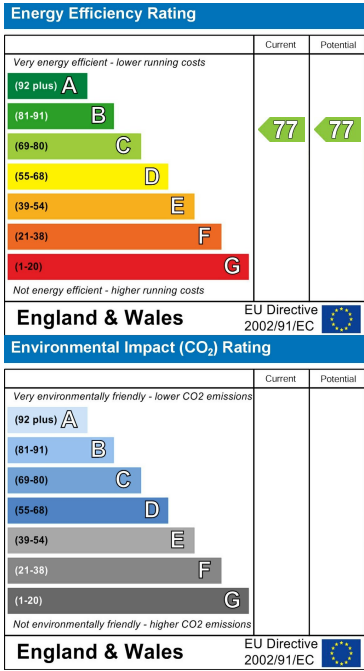 Energy Efficiency Rating
Current Potential
Very energy efficient - lower running costs
(92 plus) A
(81-91) B
(69-80) C
77 77
(55-68) D
(39-54) E
(21-38) F
(1-20) G
Not energy efficient - higher running costs
England & Wales
EU Directive
2002/91/EC
Environmental Impact (CO₂) Rating
Current Potential
Very environmentally friendly - lower CO2 emissions
(92 plus) A
(81-91) B
(69-80) C
(55-68) D
(39-54) E
(21-38) F
(1-20) G
Not environmentally friendly - higher CO2 emissions
England & Wales
EU Directive
2002/91/EC